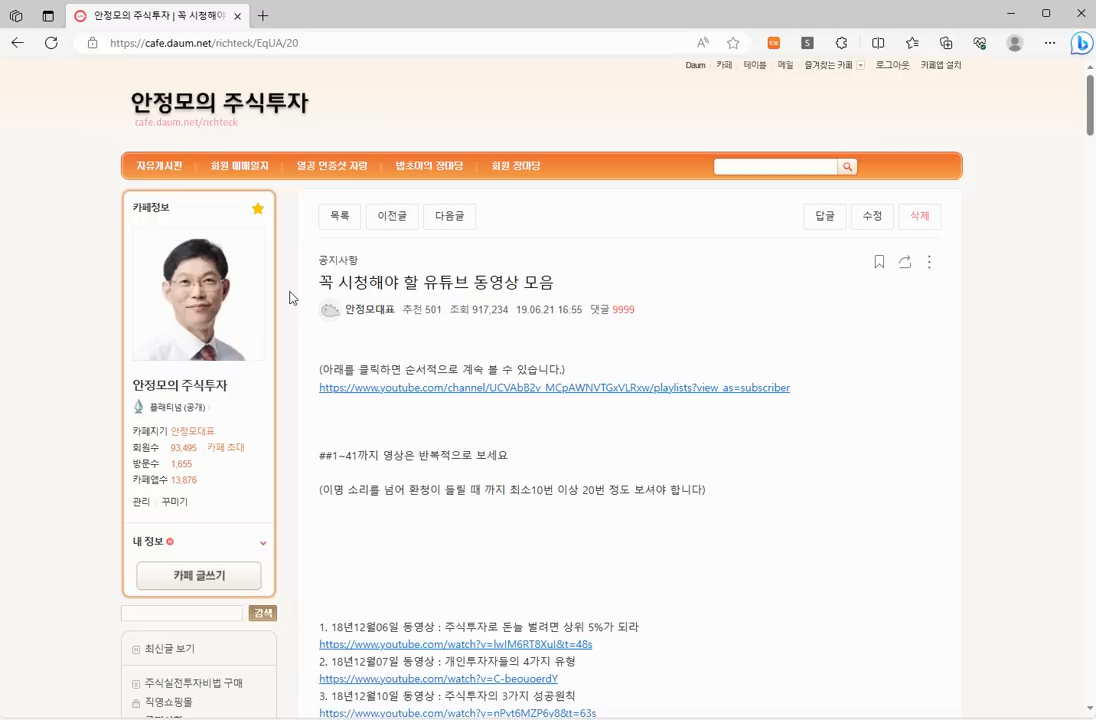 안정모의 주식투자 | 꼭 시청해야
https://cafe.daum.net/richteck/EqUA/20
Daum 카페 테이블 메일 즐겨찾는 카페 로그아웃 카페앱 설치
안정모의 주식투자
cafe.daum.net/richteck
자유게시판 회원 매매일지 열공 인증샷 자랑 밥초미의 장마당 회원 장마당
카페정보
목록 이전글 다음글 답글 수정 삭제
공지사항
꼭 시청해야 할 유튜브 동영상 모음
안정모대표 추천 501 조회 917,234 19.06.21 16:55 댓글 9999
(아래를 클릭하면 순서적으로 계속 볼 수 있습니다.)
https://www.youtube.com/channel/UCVAbB2v_MCpAWNVTGxVLRxw/playlists?view_as=subscriber
##1~41까지 영상은 반복적으로 보세요
(이명 소리를 넘어 환청이 들릴 때 까지 최소10번 이상 20번 정도 보셔야 합니다)
1. 18년12월06일 동영상 : 주식투자로 돈늘 벌려면 상위 5%가 되라
https://www.youtube.com/watch?v=lwIM6RT8XuI&t=48s
2. 18년12월07일 동영상 : 개인투자자들의 4가지 유형
https://www.youtube.com/watch?v=C-beouoerdY
3. 18년12월10일 동영상 : 주식투자의 3가지 성공원칙
https://www.youtube.com/watch?v=nPyt6MZP6y8&t=63s
안정모의 주식투자
플래티넘 (공개)
카페지기 안정모대표
회원수 93,495 카페 초대
방문수 1,655
카페앱수 13,876
관리 꾸미기
내 정보
카페 글쓰기
검색
최신글 보기
주식실전투자비법 구매
직영쇼핑몰